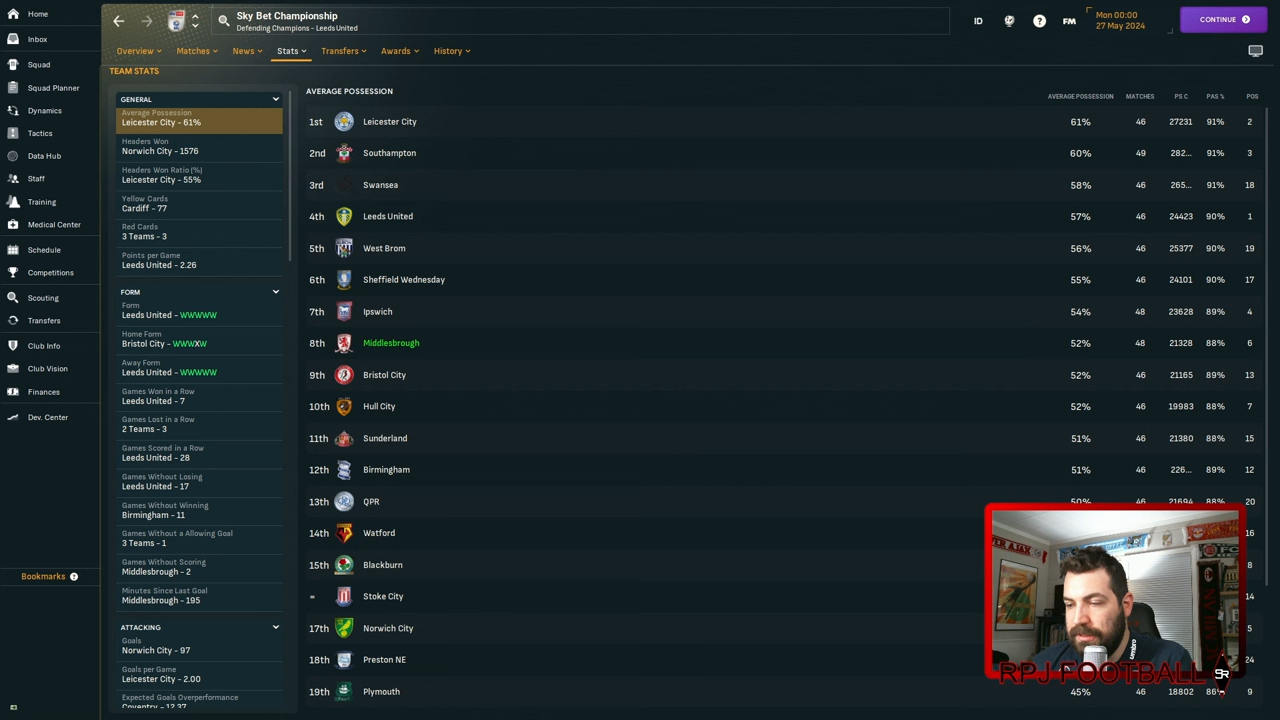 Home
Inbox
Squad
Squad Planner
Dynamics
Tactics
Data Hub
Staff
Training
Medical Center
Schedule
Competitions
Scouting
Transfers
Club Info
Club Vision
Finances
Dev. Center
Bookmarks ?
Sky Bet Championship
Defending Champions - Leeds United
ID
?
FM
Mon 00:00
27 May 2024
CONTINUE
Overview
Matches
News
Stats
Transfers
Awards
History
TEAM STATS
GENERAL
Average Possession
Leicester City - 61%
Headers Won
Norwich City - 1576
Headers Won Ratio (%)
Leicester City - 55%
Yellow Cards
Cardiff - 77
Red Cards
3 Teams - 3
Points per Game
Leeds United - 2.26
FORM
Form
Leeds United - WWWWW
Home Form
Bristol City - WWWXW
Away Form
Leeds United - WWWWW
Games Won in a Row
Leeds United - 7
Games Lost in a Row
2 Teams - 3
Games Scored in a Row
Leeds United - 28
Games Without Losing
Leeds United - 17
Games Without Winning
Birmingham - 11
Games Without a Allowing Goal
3 Teams - 1
Games Without Scoring
Middlesbrough - 2
Minutes Since Last Goal
Middlesbrough - 195
ATTACKING
Goals
Norwich City - 97
Goals per Game
Leicester City - 2.00
Expected Goals Overperformance
Coventry - 12.37
AVERAGE POSSESSION
AVERAGE POSSESSION MATCHES PS C PAS % POS
1st Leicester City 61% 46 27231 91% 2
2nd Southampton 60% 49 282... 91% 3
3rd Swansea 58% 46 265... 91% 18
4th Leeds United 57% 46 24423 90% 1
5th West Brom 56% 46 25377 90% 19
6th Sheffield Wednesday 55% 46 24101 90% 17
7th Ipswich 54% 48 23628 89% 4
8th Middlesbrough 52% 48 21328 88% 6
9th Bristol City 52% 46 21165 89% 13
10th Hull City 52% 46 19983 88% 7
11th Sunderland 51% 46 21380 88% 15
12th Birmingham 51% 46 226... 89% 12
13th QPR 50% 46 21694 88% 20
14th Watford 16
15th Blackburn 8
= Stoke City 14
17th Norwich City 5
18th Preston NE 24
19th Plymouth 45% 46 18802 86% 9
RPJ FOOTBALL